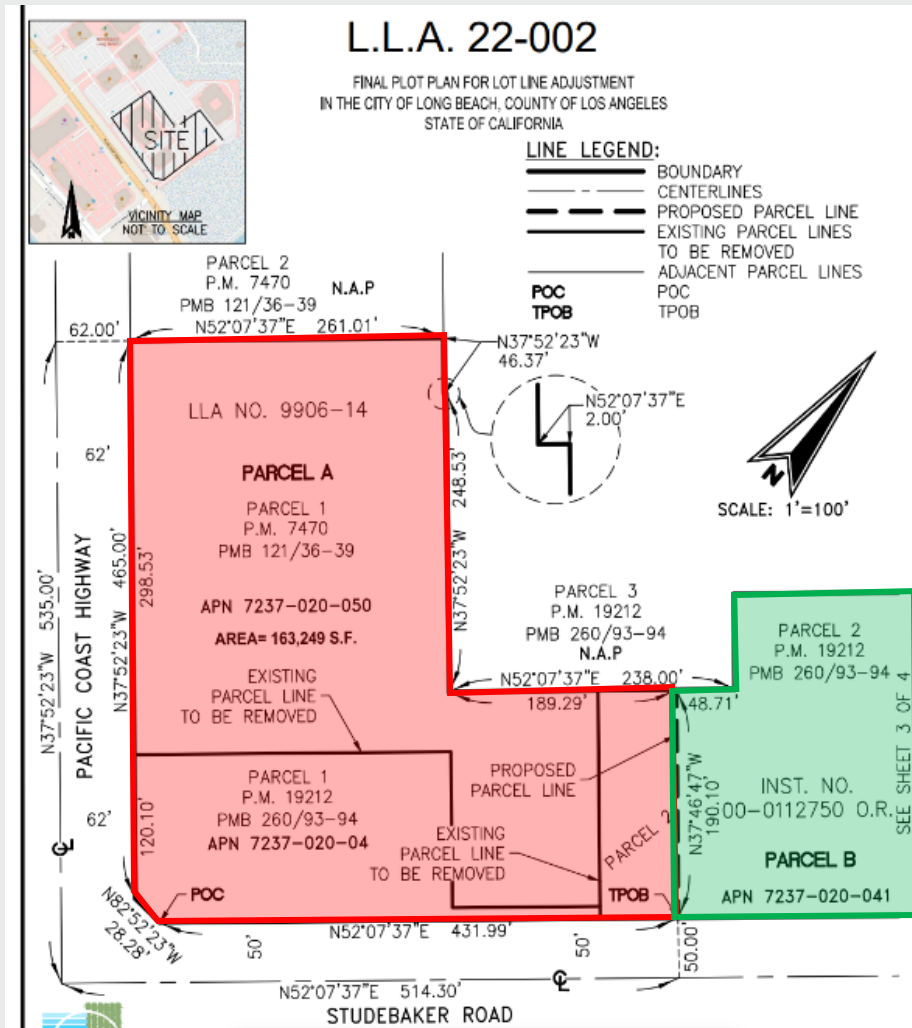 L.L.A. 22-002
FINAL PLOT PLAN FOR LOT LINE ADJUSTMENT
IN THE CITY OF LONG BEACH, COUNTY OF LOS ANGELES
STATE OF CALIFORNIA
SITE 1
VICINITY MAP
NOT TO SCALE
LINE LEGEND:
BOUNDARY
CENTERLINES
PROPOSED PARCEL LINE
EXISTING PARCEL LINES
TO BE REMOVED
ADJACENT PARCEL LINES
POC POC
TPOB TPOB
PARCEL 2
P.M. 7470
PMB 121/36-39
N.A.P
62.00'
N52°07'37"E 261.01'
N37°52'23"W
46.37'
N52°07'37"E
2.00'
N
SCALE: 1'=100'
LLA NO. 9906-14
PARCEL A
PARCEL 1
P.M. 7470
PMB 121/36-39
APN 7237-020-050
AREA= 163,249 S.F.
EXISTING
PARCEL LINE
TO BE REMOVED
62'
N37°52'23"W 535.00'
PACIFIC COAST HIGHWAY
N37°52'23"W 465.00'
298.53'
N37°52'23"W 248.53'
PARCEL 3
P.M. 19212
PMB 260/93-94
N.A.P
N52°07'37"E 238.00'
189.29'
48.71'
PARCEL 2
P.M. 19212
PMB 260/93-94
SEE SHEET 3 OF 4
PROPOSED
PARCEL LINE
N37°46'47"W
190.10'
INST. NO.
00-0112750 O.R.
PARCEL B
APN 7237-020-041
PARCEL 1
P.M. 19212
PMB 260/93-94
APN 7237-020-04
EXISTING
PARCEL LINE
TO BE REMOVED
PARCEL 2
62'
120.10'
POC
TPOB
N82°52'23"W
28.28'
50'
N52°07'37"E 431.99'
50'
50.00'
N52°07'37"E 514.30'
STUDEBAKER ROAD